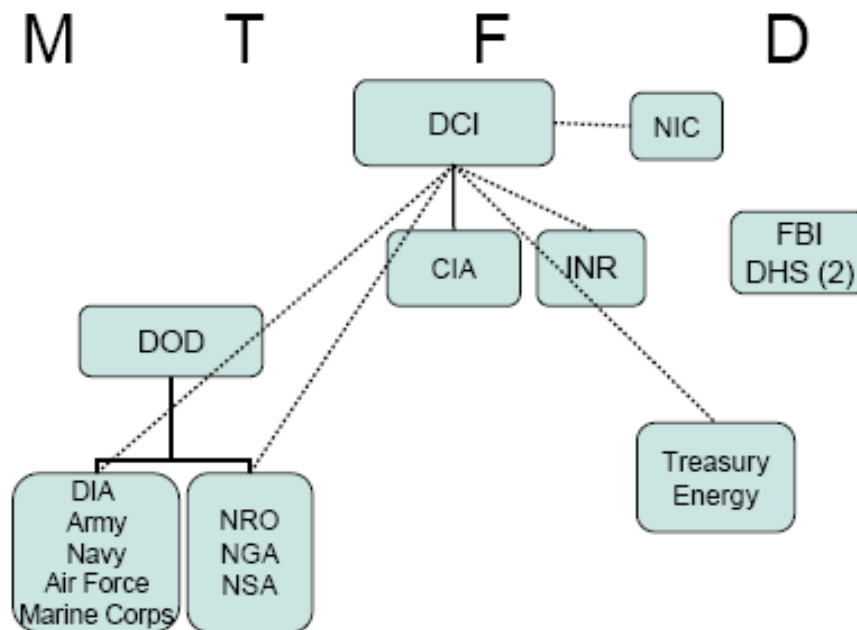 M T F D
DCI
NIC
CIA
INR
FBI
DHS (2)
DOD
DIA
Army
Navy
Air Force
Marine Corps
NRO
NGA
NSA
Treasury
Energy